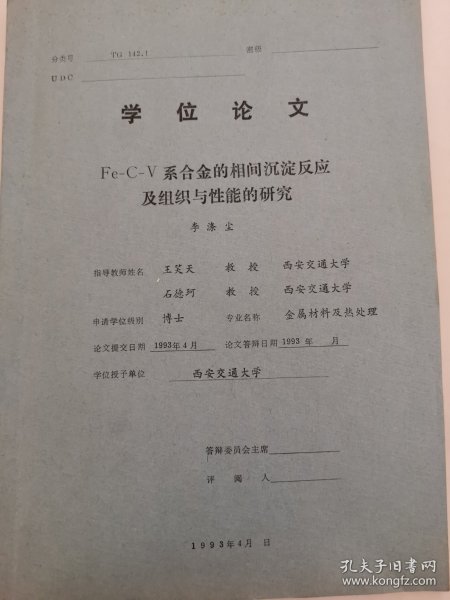 分类号 TG 142.1 密级
UDC
学位论文
Fe-C-V系合金的相间沉淀反应
及组织与性能的研究
李涤尘
指导教师姓名 王笑天 教授 西安交通大学
石德珂 教授 西安交通大学
申请学位级别 博士 专业名称 金属材料及热处理
论文提交日期 1993年4月 论文答辩日期 1993 年 月
学位授予单位 西安交通大学
答辩委员会主席
评阅人
1993年4月 日
孔夫子旧书网
www.kongfz.com